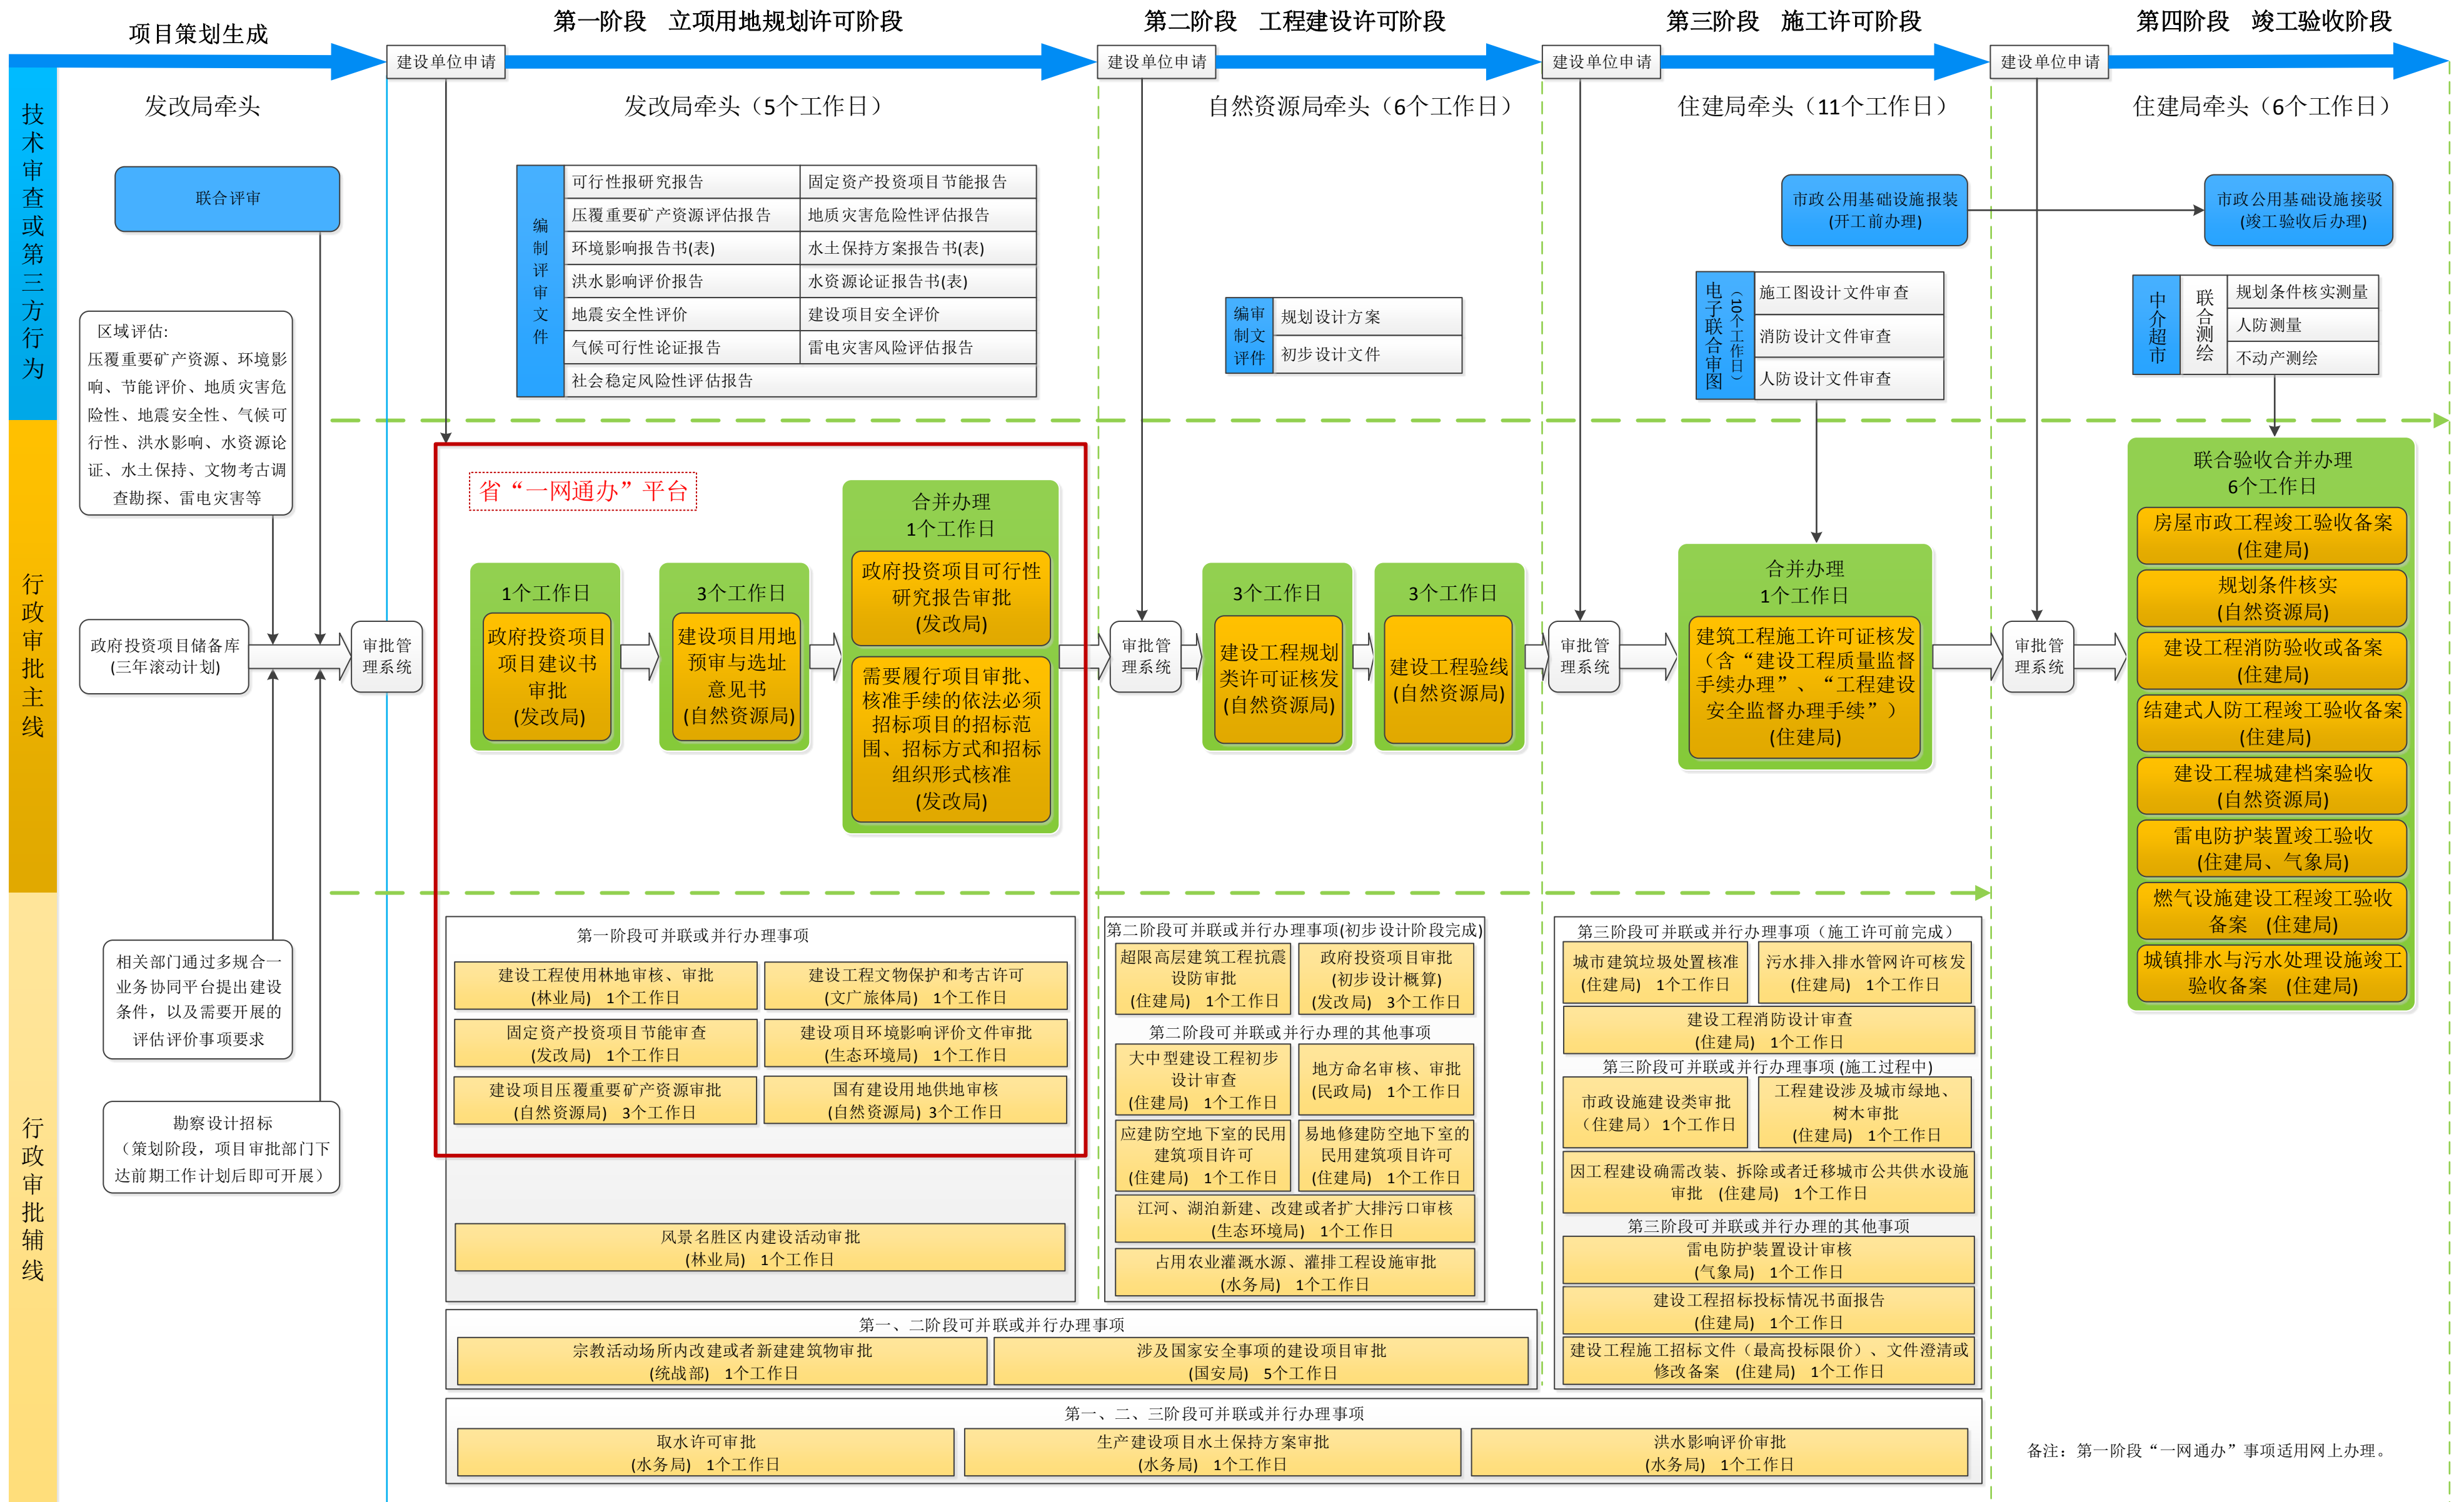 项目策划生成
第一阶段　立项用地规划许可阶段
第二阶段　工程建设许可阶段
第三阶段　施工许可阶段
第四阶段　竣工验收阶段
建设单位申请
建设单位申请
建设单位申请
建设单位申请
发改局牵头
发改局牵头（5个工作日）
自然资源局牵头（6个工作日）
住建局牵头（11个工作日）
住建局牵头（6个工作日）
技术审查或第三方行为
联合评审
区域评估:
压覆重要矿产资源、环境影
响、节能评价、地质灾害危
险性、地震安全性、气候可
行性、洪水影响、水资源论
证、水土保持、文物考古调
查勘探、雷电灾害等
编制评审文件
可行性报研究报告
固定资产投资项目节能报告
压覆重要矿产资源评估报告
地质灾害危险性评估报告
环境影响报告书(表)
水土保持方案报告书(表)
洪水影响评价报告
水资源论证报告书(表)
地震安全性评价
建设项目安全评价
气候可行性论证报告
雷电灾害风险评估报告
社会稳定风险性评估报告
编审
制文
评件
规划设计方案
初步设计文件
市政公用基础设施报装
(开工前办理)
市政公用基础设施接驳
(竣工验收后办理)
电子联合审图
（10个工作日）
施工图设计文件审查
消防设计文件审查
人防设计文件审查
中介超市
联合测绘
规划条件核实测量
人防测量
不动产测绘
行政审批主线
政府投资项目储备库
(三年滚动计划)
审批管
理系统
省“一网通办”平台
1个工作日
政府投资项目
项目建议书
审批
(发改局)
3个工作日
建设项目用地
预审与选址
意见书
(自然资源局)
合并办理
1个工作日
政府投资项目可行性
研究报告审批
(发改局)
需要履行项目审批、
核准手续的依法必须
招标项目的招标范
围、招标方式和招标
组织形式核准
(发改局)
审批管
理系统
3个工作日
建设工程规划
类许可证核发
(自然资源局)
3个工作日
建设工程验线
(自然资源局)
审批管
理系统
合并办理
1个工作日
建筑工程施工许可证核发
（含“建设工程质量监督
手续办理”、“工程建设
安全监督办理手续”）
(住建局)
审批管
理系统
联合验收合并办理
6个工作日
房屋市政工程竣工验收备案
(住建局)
规划条件核实
(自然资源局)
建设工程消防验收或备案
(住建局)
结建式人防工程竣工验收备案
(住建局)
建设工程城建档案验收
(自然资源局)
雷电防护装置竣工验收
(住建局、气象局)
燃气设施建设工程竣工验收
备案　(住建局)
城镇排水与污水处理设施竣工
验收备案　(住建局)
行政审批辅线
相关部门通过多规合一
业务协同平台提出建设
条件，以及需要开展的
评估评价事项要求
勘察设计招标
（策划阶段，项目审批部门下
达前期工作计划后即可开展）
第一阶段可并联或并行办理事项
建设工程使用林地审核、审批
(林业局)　1个工作日
建设工程文物保护和考古许可
(文广旅体局)　1个工作日
固定资产投资项目节能审查
(发改局)　1个工作日
建设项目环境影响评价文件审批
(生态环境局)　1个工作日
建设项目压覆重要矿产资源审批
(自然资源局)　3个工作日
国有建设用地供地审核
(自然资源局) 3个工作日
风景名胜区内建设活动审批
(林业局)　1个工作日
第二阶段可并联或并行办理事项(初步设计阶段完成)
超限高层建筑工程抗震
设防审批
(住建局)　1个工作日
政府投资项目审批
(初步设计概算)
(发改局)　3个工作日
第二阶段可并联或并行办理的其他事项
大中型建设工程初步
设计审查
(住建局)　1个工作日
地方命名审核、审批
(民政局)　1个工作日
应建防空地下室的民用
建筑项目许可
(住建局)　1个工作日
易地修建防空地下室的
民用建筑项目许可
(住建局)　1个工作日
江河、湖泊新建、改建或者扩大排污口审核
(生态环境局)　1个工作日
占用农业灌溉水源、灌排工程设施审批
(水务局)　1个工作日
第三阶段可并联或并行办理事项（施工许可前完成）
城市建筑垃圾处置核准
(住建局)　1个工作日
污水排入排水管网许可核发
(住建局)　1个工作日
建设工程消防设计审查
(住建局)　1个工作日
第三阶段可并联或并行办理事项 (施工过程中)
市政设施建设类审批
（住建局） 1个工作日
工程建设涉及城市绿地、
树木审批
(住建局)　1个工作日
因工程建设确需改装、拆除或者迁移城市公共供水设施
审批　(住建局)　1个工作日
第三阶段可并联或并行办理的其他事项
雷电防护装置设计审核
(气象局)　1个工作日
建设工程招标投标情况书面报告
(住建局)　1个工作日
建设工程施工招标文件（最高投标限价）、文件澄清或
修改备案　(住建局)　1个工作日
第一、二阶段可并联或并行办理事项
宗教活动场所内改建或者新建建筑物审批
(统战部)　1个工作日
涉及国家安全事项的建设项目审批
(国安局)　5个工作日
第一、二、三阶段可并联或并行办理事项
取水许可审批
(水务局)　1个工作日
生产建设项目水土保持方案审批
(水务局)　1个工作日
洪水影响评价审批
(水务局)　1个工作日
备注：第一阶段“一网通办”事项适用网上办理。